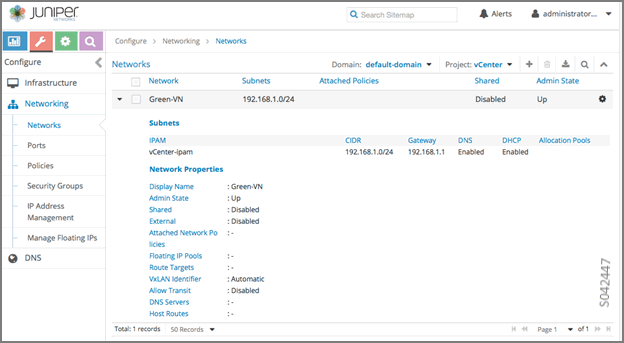 JUNIPER
NETWORKS
Search Sitemap
Alerts
administrator...
Configure > Networking > Networks
Configure
Infrastructure
Networking
Networks
Ports
Policies
Security Groups
IP Address
Management
Manage Floating IPs
DNS
Networks Domain: default-domain Project: vCenter
Network Subnets Attached Policies Shared Admin State
Green-VN 192.168.1.0/24 Disabled Up
Subnets
IPAM CIDR Gateway DNS DHCP Allocation Pools
vCenter-ipam 192.168.1.0/24 192.168.1.1 Enabled Enabled
Network Properties
Display Name : Green-VN
Admin State : Up
Shared : Disabled
External : Disabled
Attached Network Po : -
licies
Floating IP Pools : -
Route Targets : -
VxLAN Identifier : Automatic
Allow Transit : Disabled
DNS Servers : -
Host Routes : -
Total: 1 records 50 Records Page 1 of 1
S042447